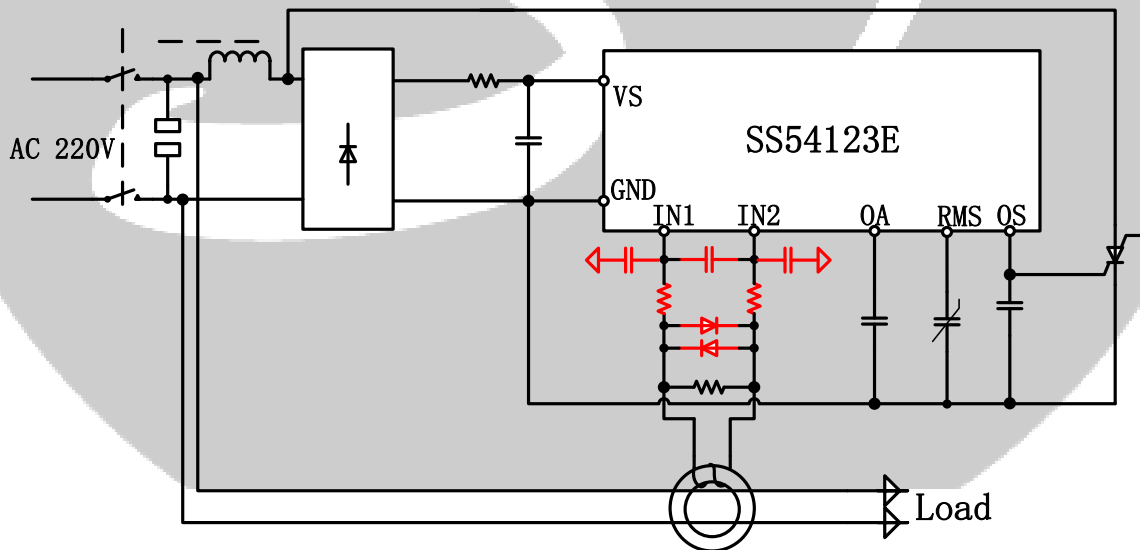 VS
SS54123E
AC 220V
GND
IN1
IN2
OA
RMS
OS
Load